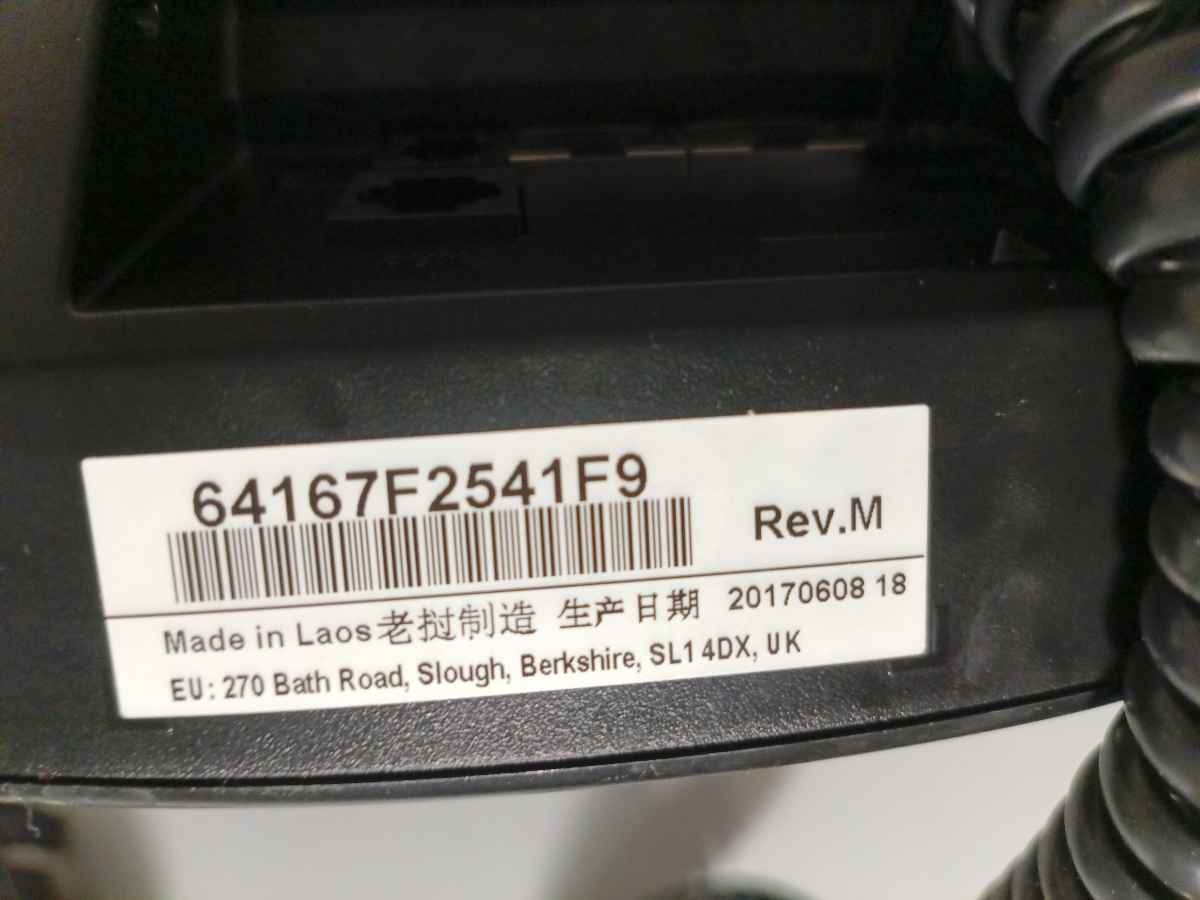 64167F2541F9
Rev.M
Made in Laos老挝制造 生产日期 20170608 18
EU: 270 Bath Road, Slough, Berkshire, SL1 4DX, UK